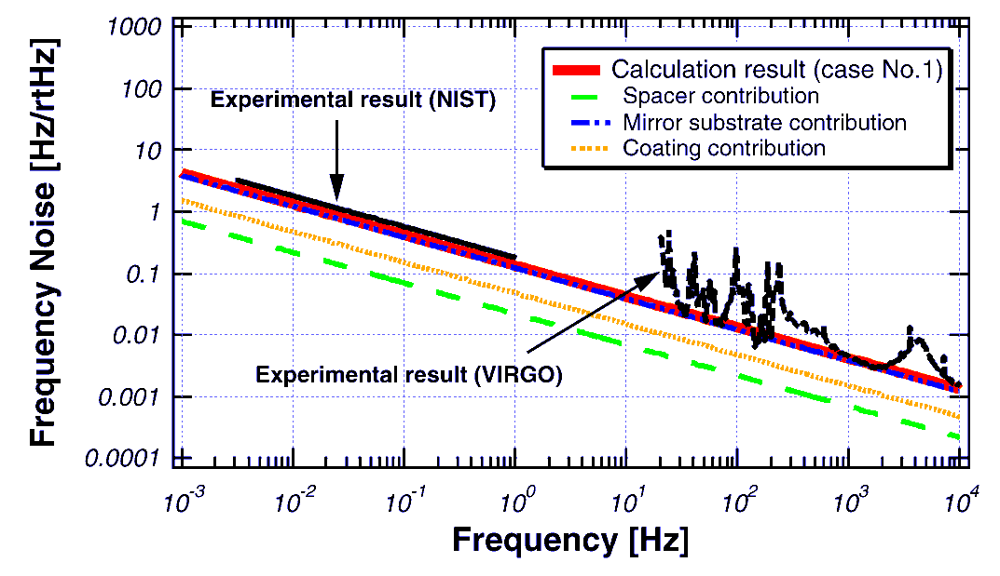 1000
100
10
1
0.1
0.01
0.001
0.0001
Frequency Noise [Hz/rtHz]
Calculation result (case No.1)
Spacer contribution
Mirror substrate contribution
Coating contribution
Experimental result (NIST)
Experimental result (VIRGO)
10⁻³ 10⁻² 10⁻¹ 10⁰ 10¹ 10² 10³ 10⁴
Frequency [Hz]